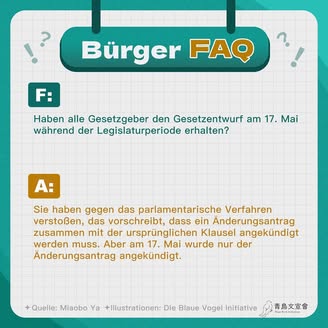 Bürger FAQ
F:
Haben alle Gesetzgeber den Gesetzentwurf am 17. Mai
während der Legislaturperiode erhalten?
A:
Sie haben gegen das parlamentarische Verfahren
verstoßen, das vorschreibt, dass ein Änderungsantrag
zusammen mit der ursprünglichen Klausel angekündigt
werden muss. Aber am 17. Mai wurde nur der
Änderungsantrag angekündigt.
✦Quelle: Miaobo Ya ✦Illustrationen: Die Blaue Vogel Initiative
青鳥文宣會